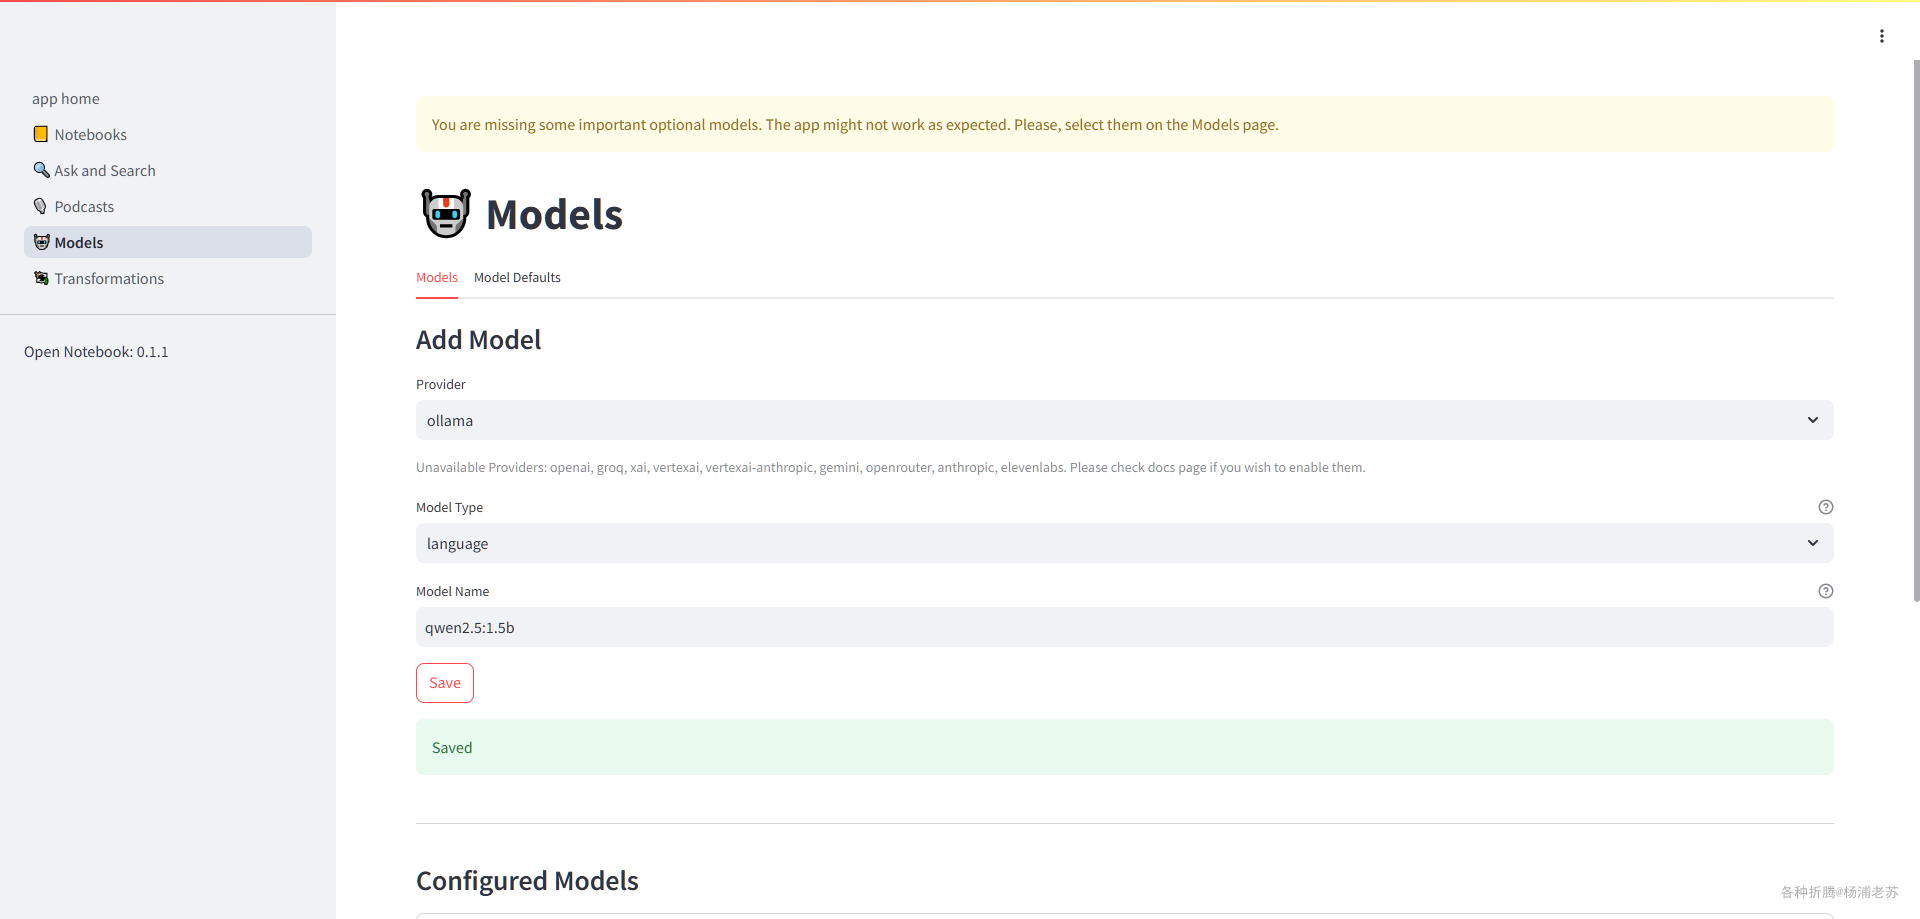 app home
Notebooks
Ask and Search
Podcasts
Models
Transformations
Open Notebook: 0.1.1
You are missing some important optional models. The app might not work as expected. Please, select them on the Models page.
Models
Models
Model Defaults
Add Model
Provider
ollama
Unavailable Providers: openai, groq, xai, vertexai, vertexai-anthropic, gemini, openrouter, anthropic, elevenlabs. Please check docs page if you wish to enable them.
Model Type
language
Model Name
qwen2.5:1.5b
Save
Saved
Configured Models
各种折腾@杨浦老苏